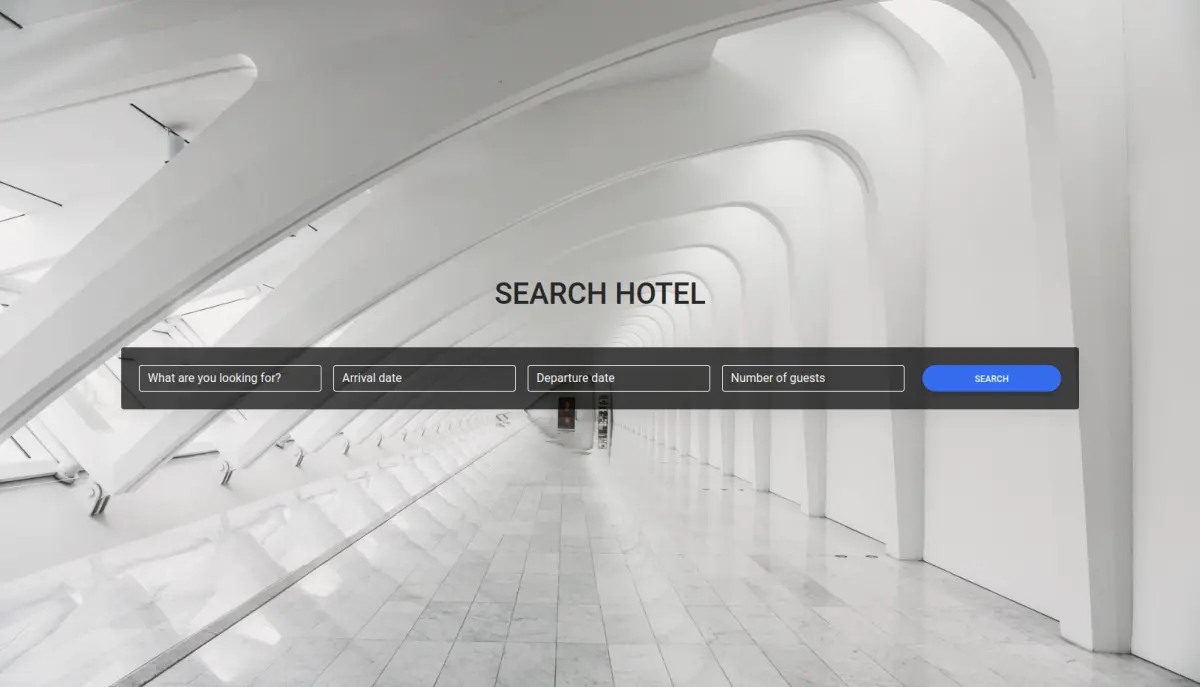 SEARCH HOTEL
What are you looking for?
Arrival date
Departure date
Number of guests
SEARCH